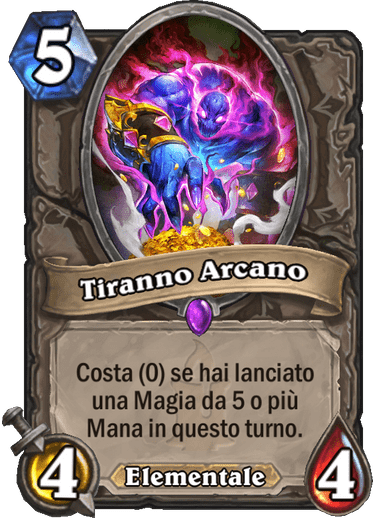 5
Tiranno Arcano
Costa (0) se hai lanciato
una Magia da 5 o più
Mana in questo turno.
4
Elementale
4